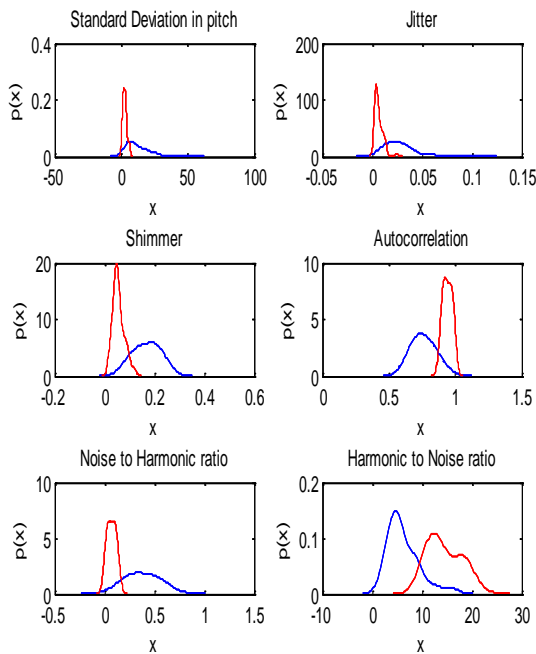 Standard Deviation in pitch
0.4
0.2
0
p(x)
-50 0 50 100
x
Jitter
200
100
0
p(x)
-0.05 0 0.05 0.1 0.15
x
Shimmer
20
10
0
p(x)
-0.2 0 0.2 0.4 0.6
x
Autocorrelation
10
5
0
p(x)
0 0.5 1 1.5
x
Noise to Harmonic ratio
10
5
0
p(x)
-0.5 0 0.5 1 1.5
x
Harmonic to Noise ratio
0.2
0.1
0
p(x)
-10 0 10 20 30
x